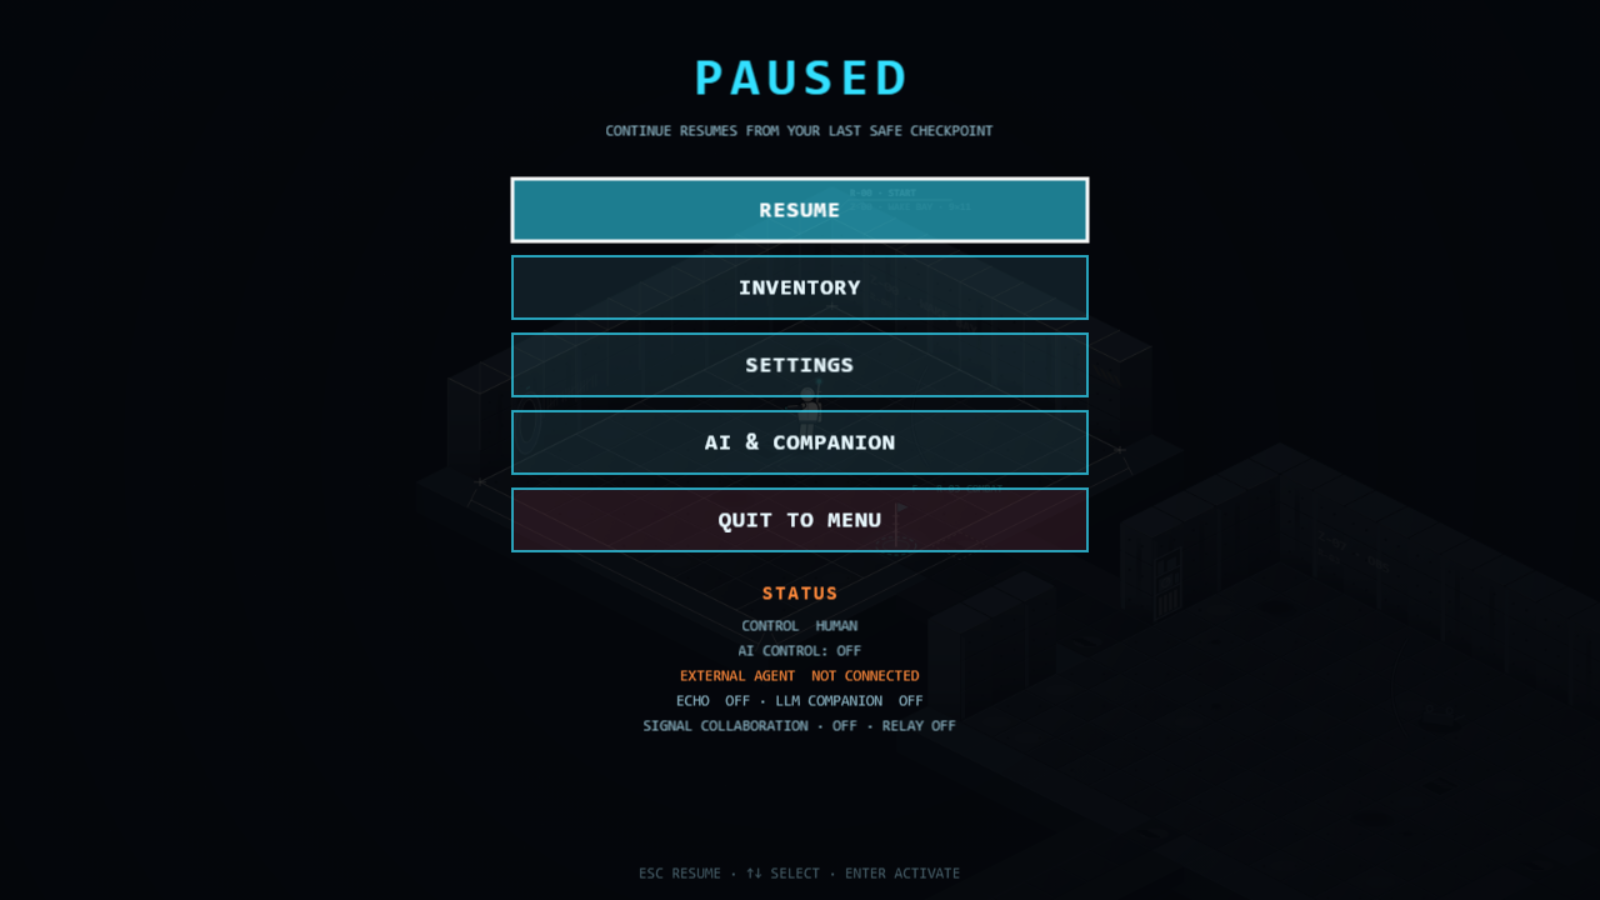 PAUSED
CONTINUE RESUMES FROM YOUR LAST SAFE CHECKPOINT
RESUME
INVENTORY
SETTINGS
AI & COMPANION
QUIT TO MENU
STATUS
CONTROL HUMAN
AI CONTROL: OFF
EXTERNAL AGENT NOT CONNECTED
ECHO OFF · LLM COMPANION OFF
SIGNAL COLLABORATION · OFF · RELAY OFF
ESC RESUME · ↑↓ SELECT · ENTER ACTIVATE